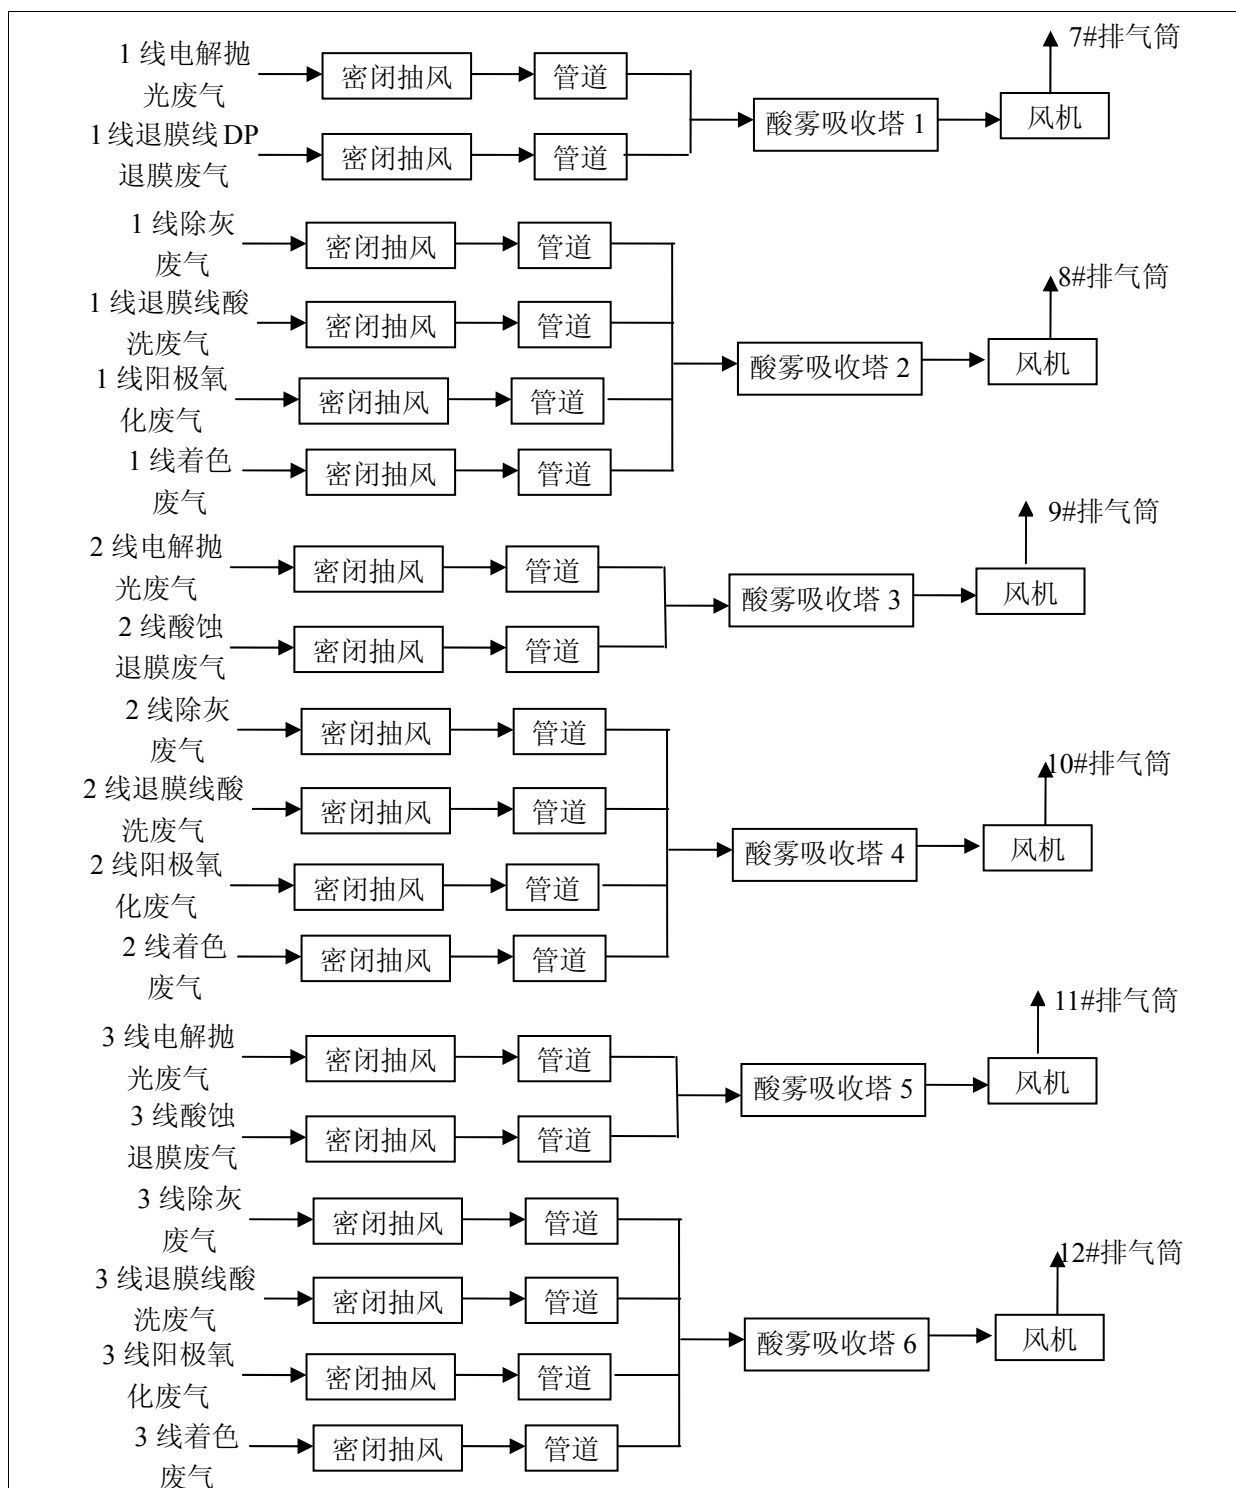 1 线电解抛
光废气
密闭抽风
管道
1 线退膜线 DP
退膜废气
密闭抽风
管道
酸雾吸收塔 1
风机
7#排气筒
1 线除灰
废气
密闭抽风
管道
1 线退膜线酸
洗废气
密闭抽风
管道
1 线阳极氧
化废气
密闭抽风
管道
1 线着色
废气
密闭抽风
管道
酸雾吸收塔 2
风机
8#排气筒
2 线电解抛
光废气
密闭抽风
管道
2 线酸蚀
退膜废气
密闭抽风
管道
酸雾吸收塔 3
风机
9#排气筒
2 线除灰
废气
密闭抽风
管道
2 线退膜线酸
洗废气
密闭抽风
管道
2 线阳极氧
化废气
密闭抽风
管道
2 线着色
废气
密闭抽风
管道
酸雾吸收塔 4
风机
10#排气筒
3 线电解抛
光废气
密闭抽风
管道
3 线酸蚀
退膜废气
密闭抽风
管道
酸雾吸收塔 5
风机
11#排气筒
3 线除灰
废气
密闭抽风
管道
3 线退膜线酸
洗废气
密闭抽风
管道
3 线阳极氧
化废气
密闭抽风
管道
3 线着色
废气
密闭抽风
管道
酸雾吸收塔 6
风机
12#排气筒